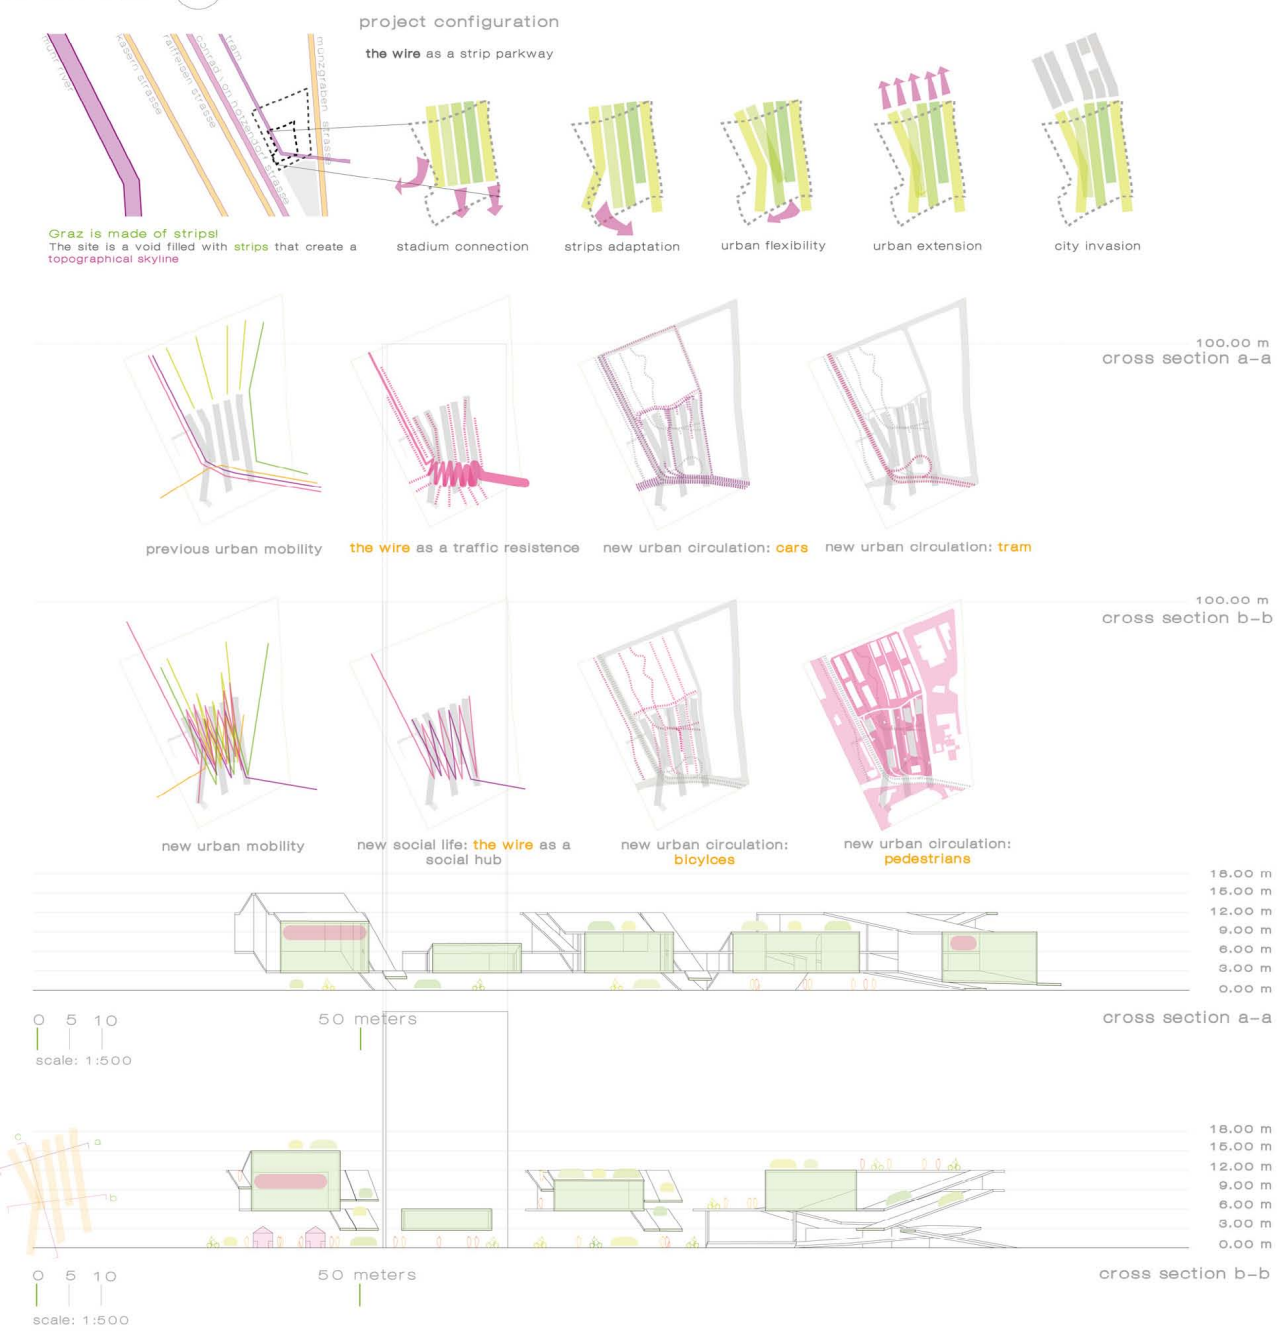 project configuration
the wire as a strip parkway
munr river
kasern strasse
raiffeisen strasse
conrad von hotzendorf strasse
tram
munzgraben strasse
Graz is made of strips!
The site is a void filled with strips that create a
topographical skyline
stadium connection
strips adaptation
urban flexibility
urban extension
city invasion
100.00 m
cross section a-a
previous urban mobility
the wire as a traffic resistence
new urban circulation: cars
new urban circulation: tram
100.00 m
cross section b-b
new urban mobility
new social life: the wire as a
social hub
new urban circulation:
bicylces
new urban circulation:
pedestrians
18.00 m
15.00 m
12.00 m
9.00 m
6.00 m
3.00 m
0.00 m
0 5 10 50 meters
cross section a-a
scale: 1:500
c
a
b
18.00 m
15.00 m
12.00 m
9.00 m
6.00 m
3.00 m
0.00 m
0 5 10 50 meters
cross section b-b
scale: 1:500